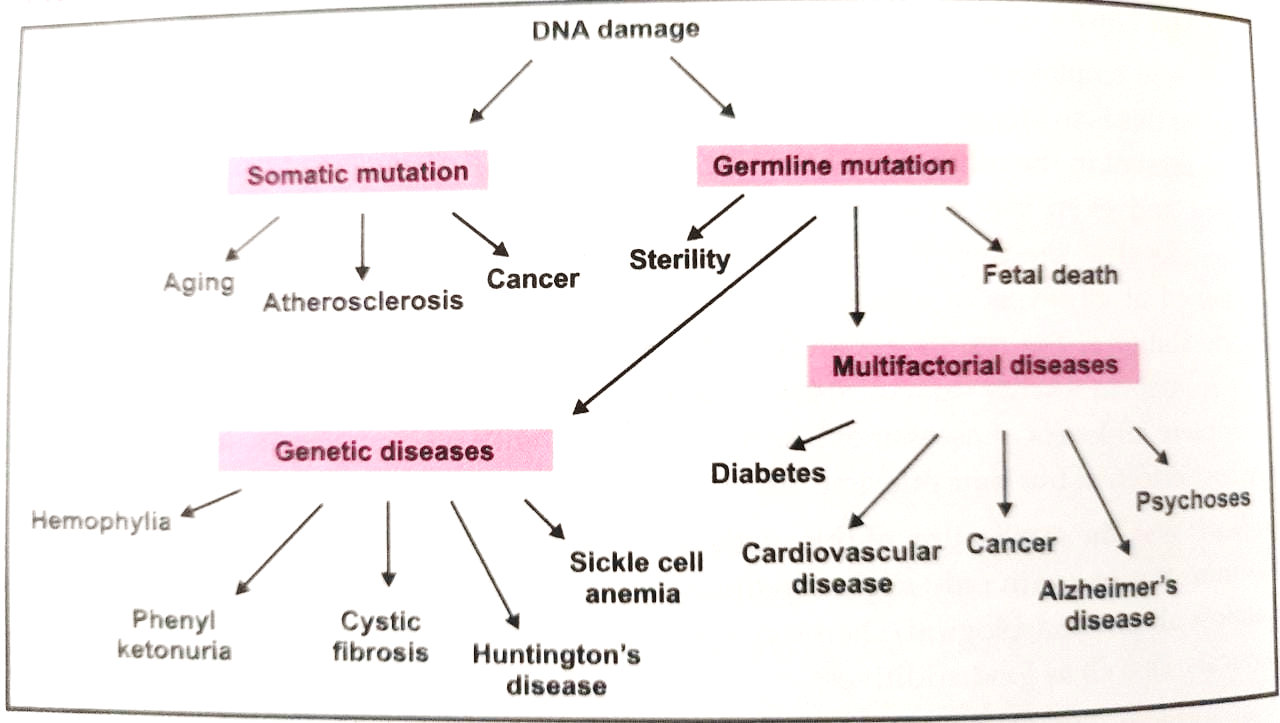 DNA damage
Somatic mutation
Germline mutation
Aging
Atherosclerosis
Cancer
Sterility
Fetal death
Multifactorial diseases
Genetic diseases
Diabetes
Cardiovascular
disease
Cancer
Alzheimer's
disease
Psychoses
Hemophylia
Phenyl
ketonuria
Cystic
fibrosis
Huntington's
disease
Sickle cell
anemia